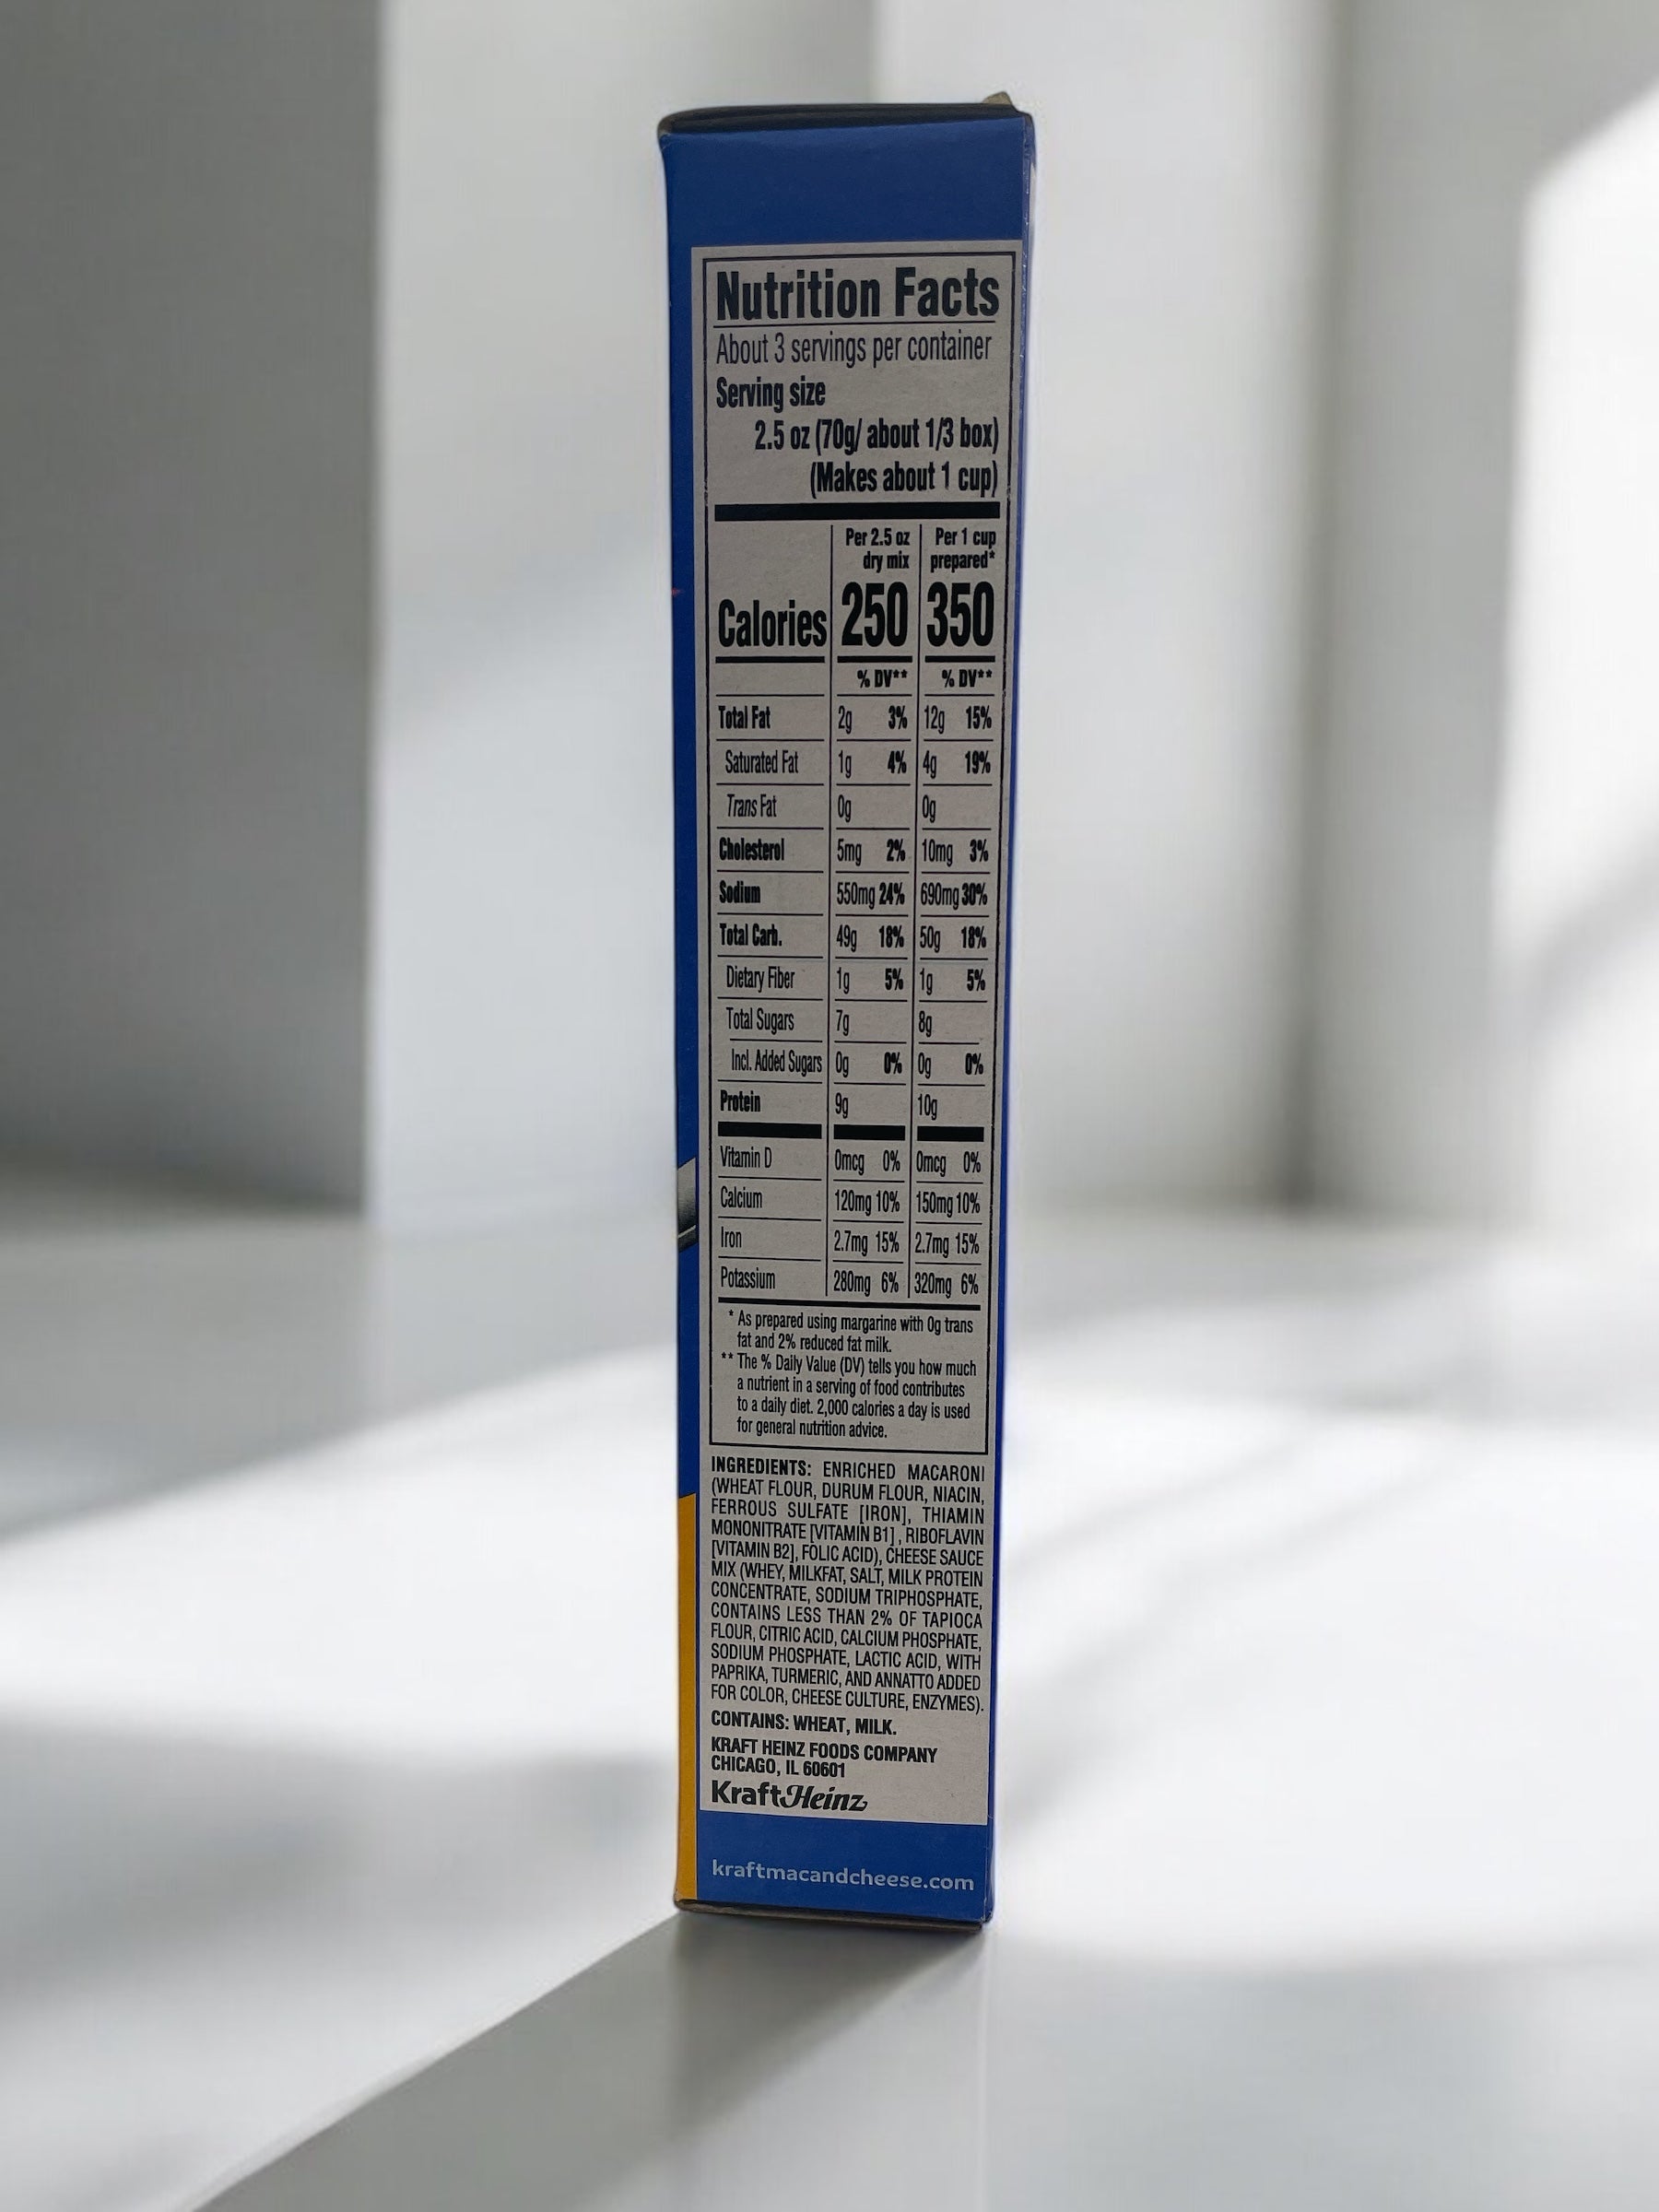 Nutrition Facts
About 3 servings per container
Serving size
2.5 oz (70g/ about 1/3 box)
(Makes about 1 cup)
Per 2.5 oz dry mix Per 1 cup prepared*
Calories 250 350
% DV** % DV**
Total Fat 2g 3% 12g 15%
Saturated Fat 1g 4% 4g 19%
Trans Fat 0g 0g
Cholesterol 5mg 2% 10mg 3%
Sodium 550mg 24% 690mg 30%
Total Carb. 49g 18% 50g 18%
Dietary Fiber 1g 5% 1g 5%
Total Sugars 7g 8g
Incl. Added Sugars 0g 0% 0g 0%
Protein 9g 10g
Vitamin D 0mcg 0% 0mcg 0%
Calcium 120mg 10% 150mg 10%
Iron 2.7mg 15% 2.7mg 15%
Potassium 280mg 6% 320mg 6%
* As prepared using margarine with 0g trans
fat and 2% reduced fat milk.
** The % Daily Value (DV) tells you how much
a nutrient in a serving of food contributes
to a daily diet. 2,000 calories a day is used
for general nutrition advice.
INGREDIENTS: ENRICHED MACARONI
(WHEAT FLOUR, DURUM FLOUR, NIACIN,
FERROUS SULFATE [IRON], THIAMIN
MONONITRATE [VITAMIN B1], RIBOFLAVIN
[VITAMIN B2], FOLIC ACID), CHEESE SAUCE
MIX (WHEY, MILKFAT, SALT, MILK PROTEIN
CONCENTRATE, SODIUM TRIPHOSPHATE,
CONTAINS LESS THAN 2% OF TAPIOCA
FLOUR, CITRIC ACID, CALCIUM PHOSPHATE,
SODIUM PHOSPHATE, LACTIC ACID, WITH
PAPRIKA, TURMERIC, AND ANNATTO ADDED
FOR COLOR, CHEESE CULTURE, ENZYMES).
CONTAINS: WHEAT, MILK.
KRAFT HEINZ FOODS COMPANY
CHICAGO, IL 60601
KraftHeinz
kraftmacandcheese.com